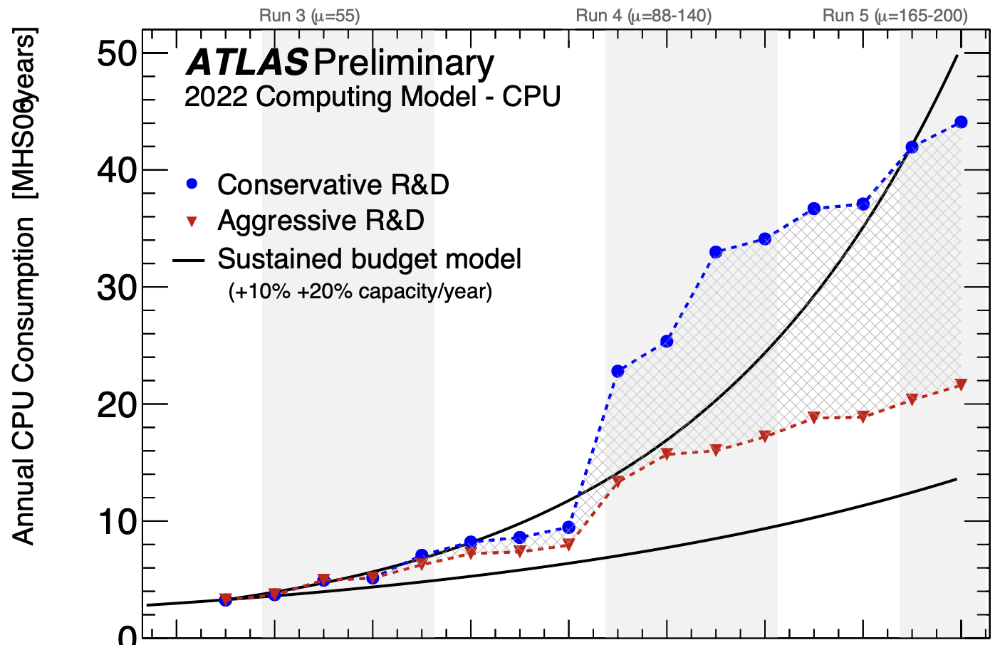 Run 3 (μ=55) Run 4 (μ=88-140) Run 5 (μ=165-200)
ATLAS Preliminary
2022 Computing Model - CPU
Conservative R&D
Aggressive R&D
Sustained budget model
(+10% +20% capacity/year)
Annual CPU Consumption [MHS06years]
50
40
30
20
10
0